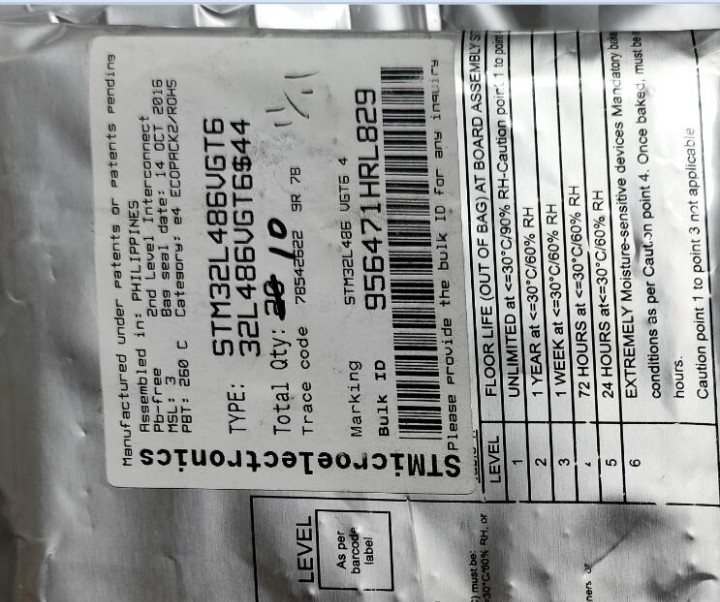 Manufactured under patents or patents pending
Assembled in: PHILIPPINES
Pb-free 2nd Level Interconnect
MSL: 3 Bag seal date: 14 OCT 2016
PBT: 260 C Category: e4 ECOPACK2/ROHS
TYPE: STM32L486VGT6
32L486VGT6$44
Total Qty: 20 10
Trace code 78542622 9R 7B
Marking STM32L486 VGT6 4
Bulk ID 956471HRL829
Please provide the bulk ID for any inquiry
STMicroelectronics
LEVEL FLOOR LIFE (OUT OF BAG) AT BOARD ASSEMBLY
1 UNLIMITED at <=30°C/90% RH-Caution point 1 to point
2 1 YEAR at <=30°C/60% RH
3 1 WEEK at <=30°C/60% RH
4 72 HOURS at <=30°C/60% RH
5 24 HOURS at<=30°C/60% RH
6 EXTREMELY Moisture-sensitive devices Mandatory
conditions as per Caution point 4. Once baked, must be
hours.
Caution point 1 to point 3 not applicable
LEVEL
As per
barcode
label
must be:
30°C/60% RH, or